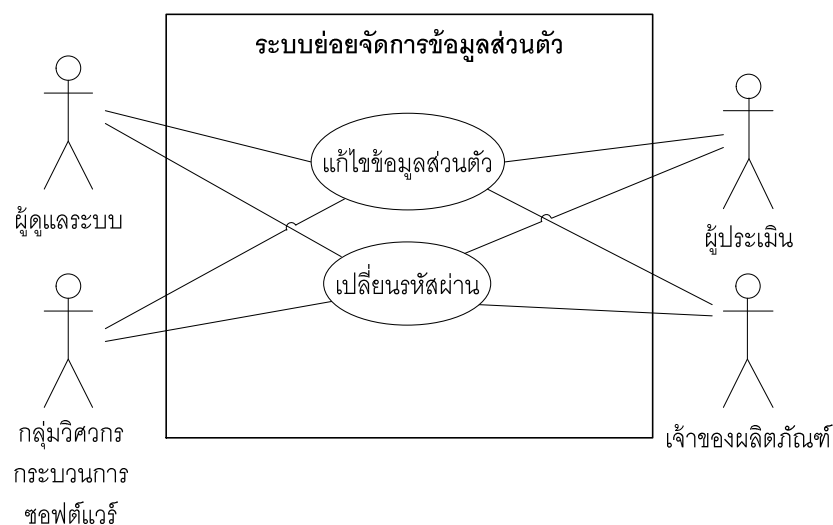 ระบบย่อยจัดการข้อมูลส่วนตัว
แก้ไขข้อมูลส่วนตัว
ผู้ดูแลระบบ
ผู้ประเมิน
เปลี่ยนรหัสผ่าน
กลุ่มวิศวกร
กระบวนการ
ซอฟต์แวร์
เจ้าของผลิตภัณฑ์